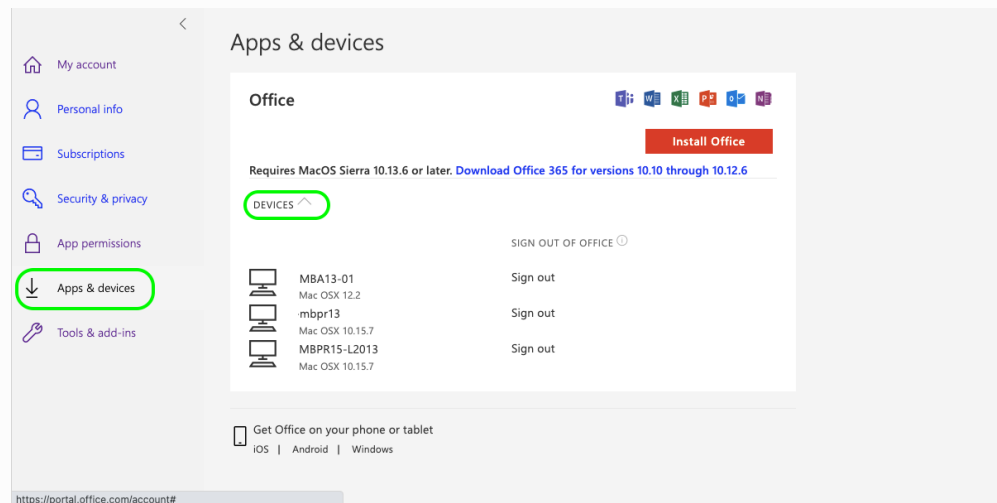 Apps & devices
My account
Personal info
Subscriptions
Security & privacy
App permissions
Apps & devices
Tools & add-ins
Office
Install Office
Requires MacOS Sierra 10.13.6 or later. Download Office 365 for versions 10.10 through 10.12.6
DEVICES
SIGN OUT OF OFFICE
MBA13-01 Sign out
Mac OSX 12.2
mbpr13 Sign out
Mac OSX 10.15.7
MBPR15-L2013 Sign out
Mac OSX 10.15.7
Get Office on your phone or tablet
iOS | Android | Windows
https://portal.office.com/account#